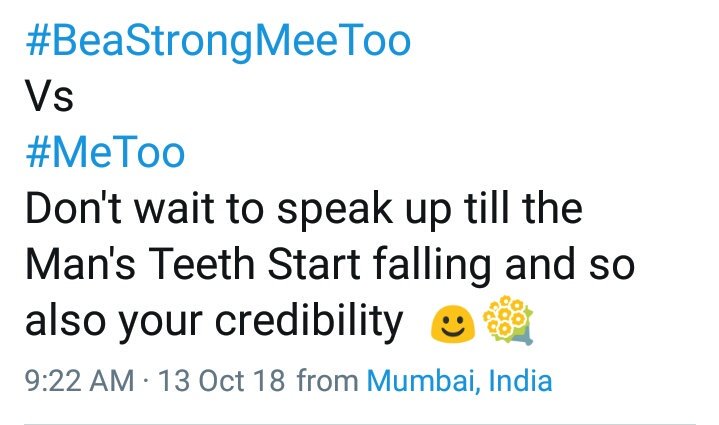 #BeaStrongMeeToo
Vs
#MeToo
Don't wait to speak up till the
Man's Teeth Start falling and so
also your credibility 🙂💐
9:22 AM · 13 Oct 18 from Mumbai, India